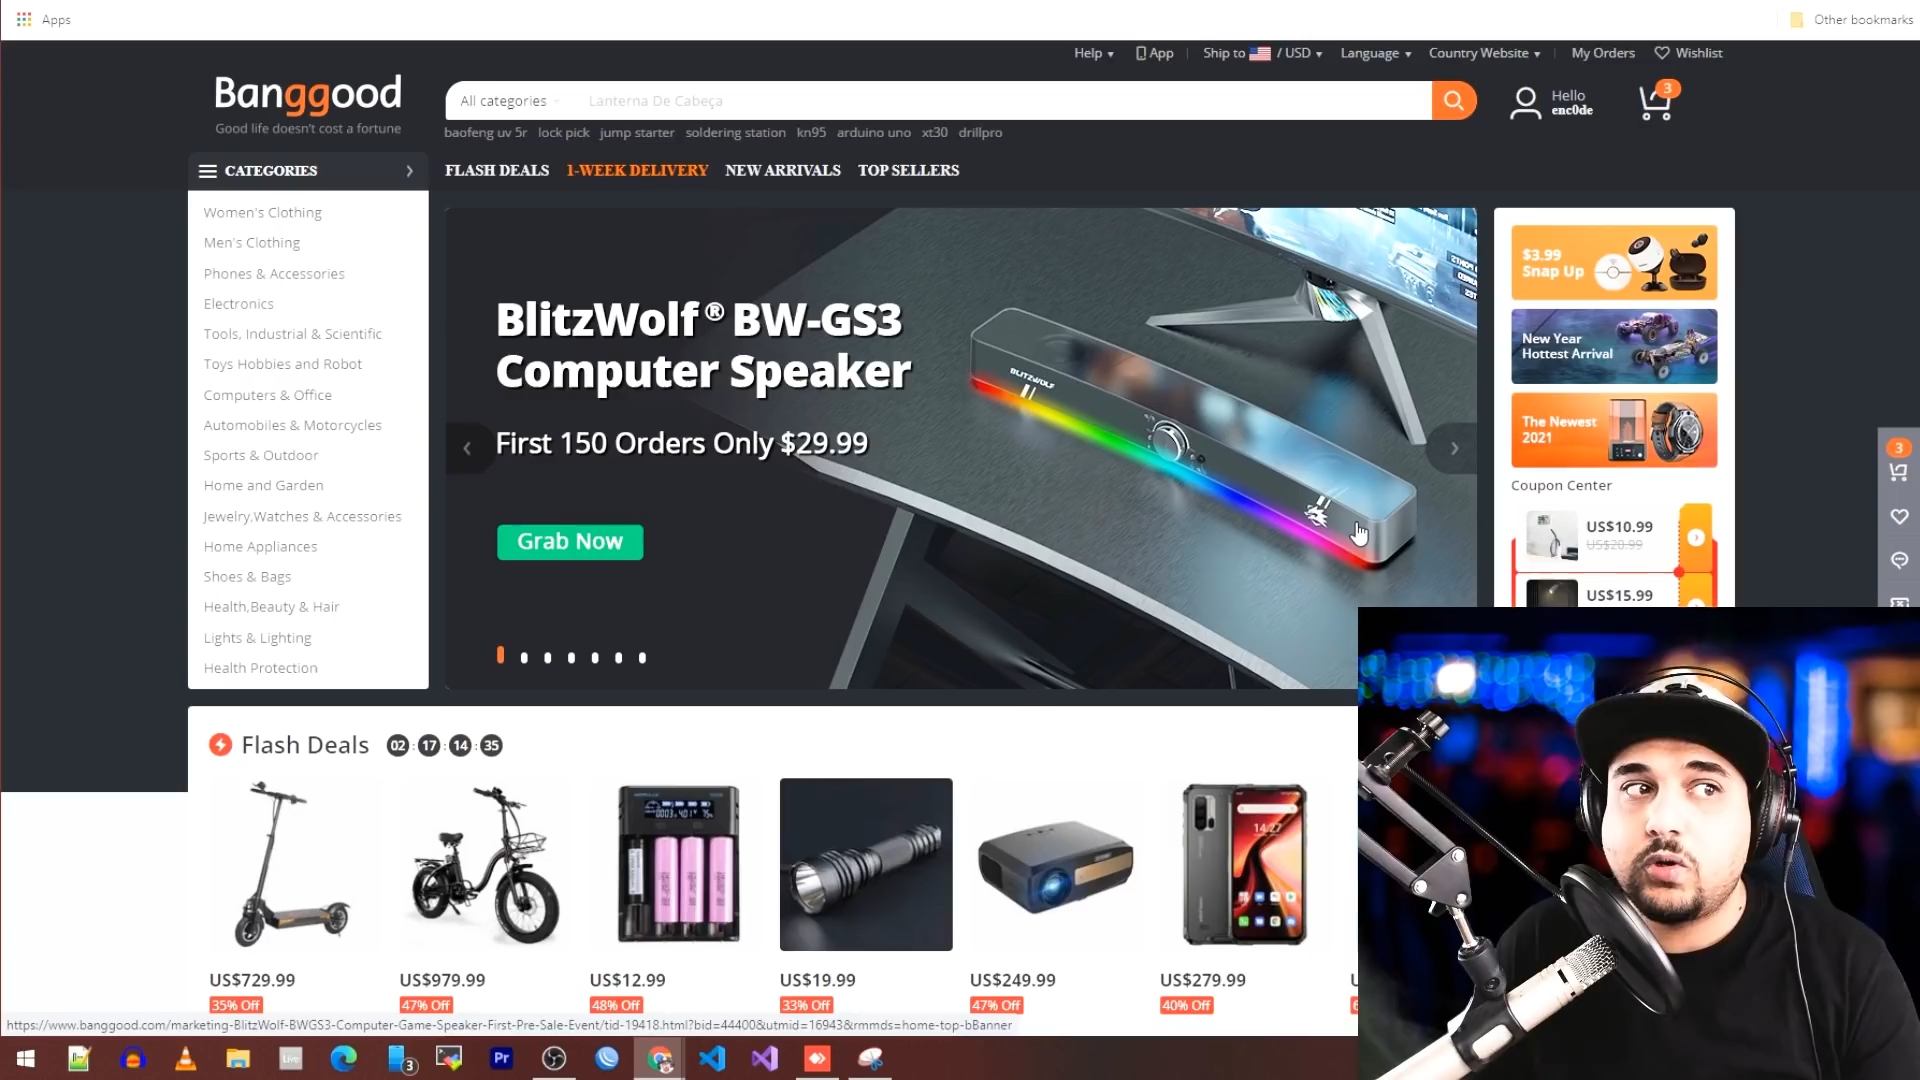 Apps
Other bookmarks
Help
App
Ship to / USD
Language
Country Website
My Orders
Wishlist
Banggood
Good life doesn't cost a fortune
All categories
Lanterna De Cabeça
Hello
enc0de
3
baofeng uv 5r lock pick jump starter soldering station kn95 arduino uno xt30 drillpro
CATEGORIES
FLASH DEALS
1-WEEK DELIVERY
NEW ARRIVALS
TOP SELLERS
Women's Clothing
Men's Clothing
Phones & Accessories
Electronics
Tools, Industrial & Scientific
Toys Hobbies and Robot
Computers & Office
Automobiles & Motorcycles
Sports & Outdoor
Home and Garden
Jewelry,Watches & Accessories
Home Appliances
Shoes & Bags
Health,Beauty & Hair
Lights & Lighting
Health Protection
BlitzWolf® BW-GS3
Computer Speaker
First 150 Orders Only $29.99
Grab Now
BLITZWOLF
$3.99
Snap Up
New Year
Hottest Arrival
The Newest
2021
Coupon Center
US$10.99
US$20.99
US$15.99
3
Flash Deals 02 : 17 : 14 : 35
US$729.99
35% Off
US$979.99
47% Off
US$12.99
48% Off
US$19.99
33% Off
US$249.99
47% Off
14:27
US$279.99
40% Off
https://www.banggood.com/marketing-BlitzWolf-BWGS3-Computer-Game-Speaker-First-Pre-Sale-Event/tid-19418.html?bid=44400&utmid=16943&rmmds=home-top-bBanner
Live
3
Pr